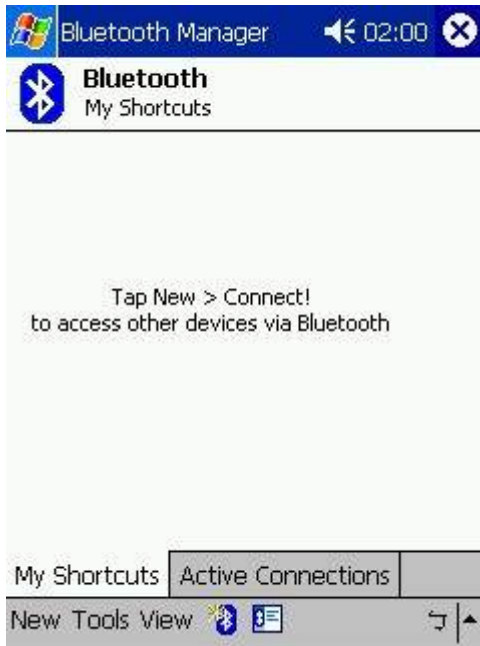 Bluetooth Manager 02:00
Bluetooth
My Shortcuts
Tap New > Connect!
to access other devices via Bluetooth
My Shortcuts Active Connections
New Tools View